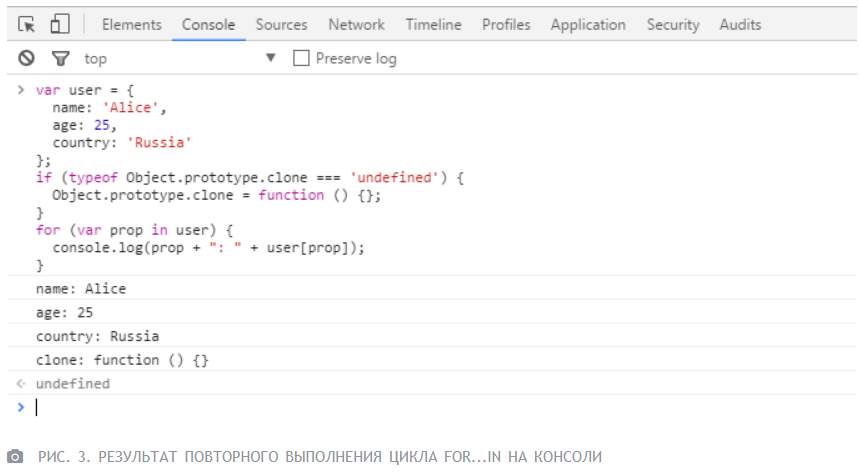 Elements Console Sources Network Timeline Profiles Application Security Audits
top ▼ Preserve log
> var user = {
name: 'Alice',
age: 25,
country: 'Russia'
};
if (typeof Object.prototype.clone === 'undefined') {
Object.prototype.clone = function () {};
}
for (var prop in user) {
console.log(prop + ": " + user[prop]);
}
name: Alice
age: 25
country: Russia
clone: function () {}
undefined
>
РИС. 3. РЕЗУЛЬТАТ ПОВТОРНОГО ВЫПОЛНЕНИЯ ЦИКЛА FOR...IN НА КОНСОЛИ